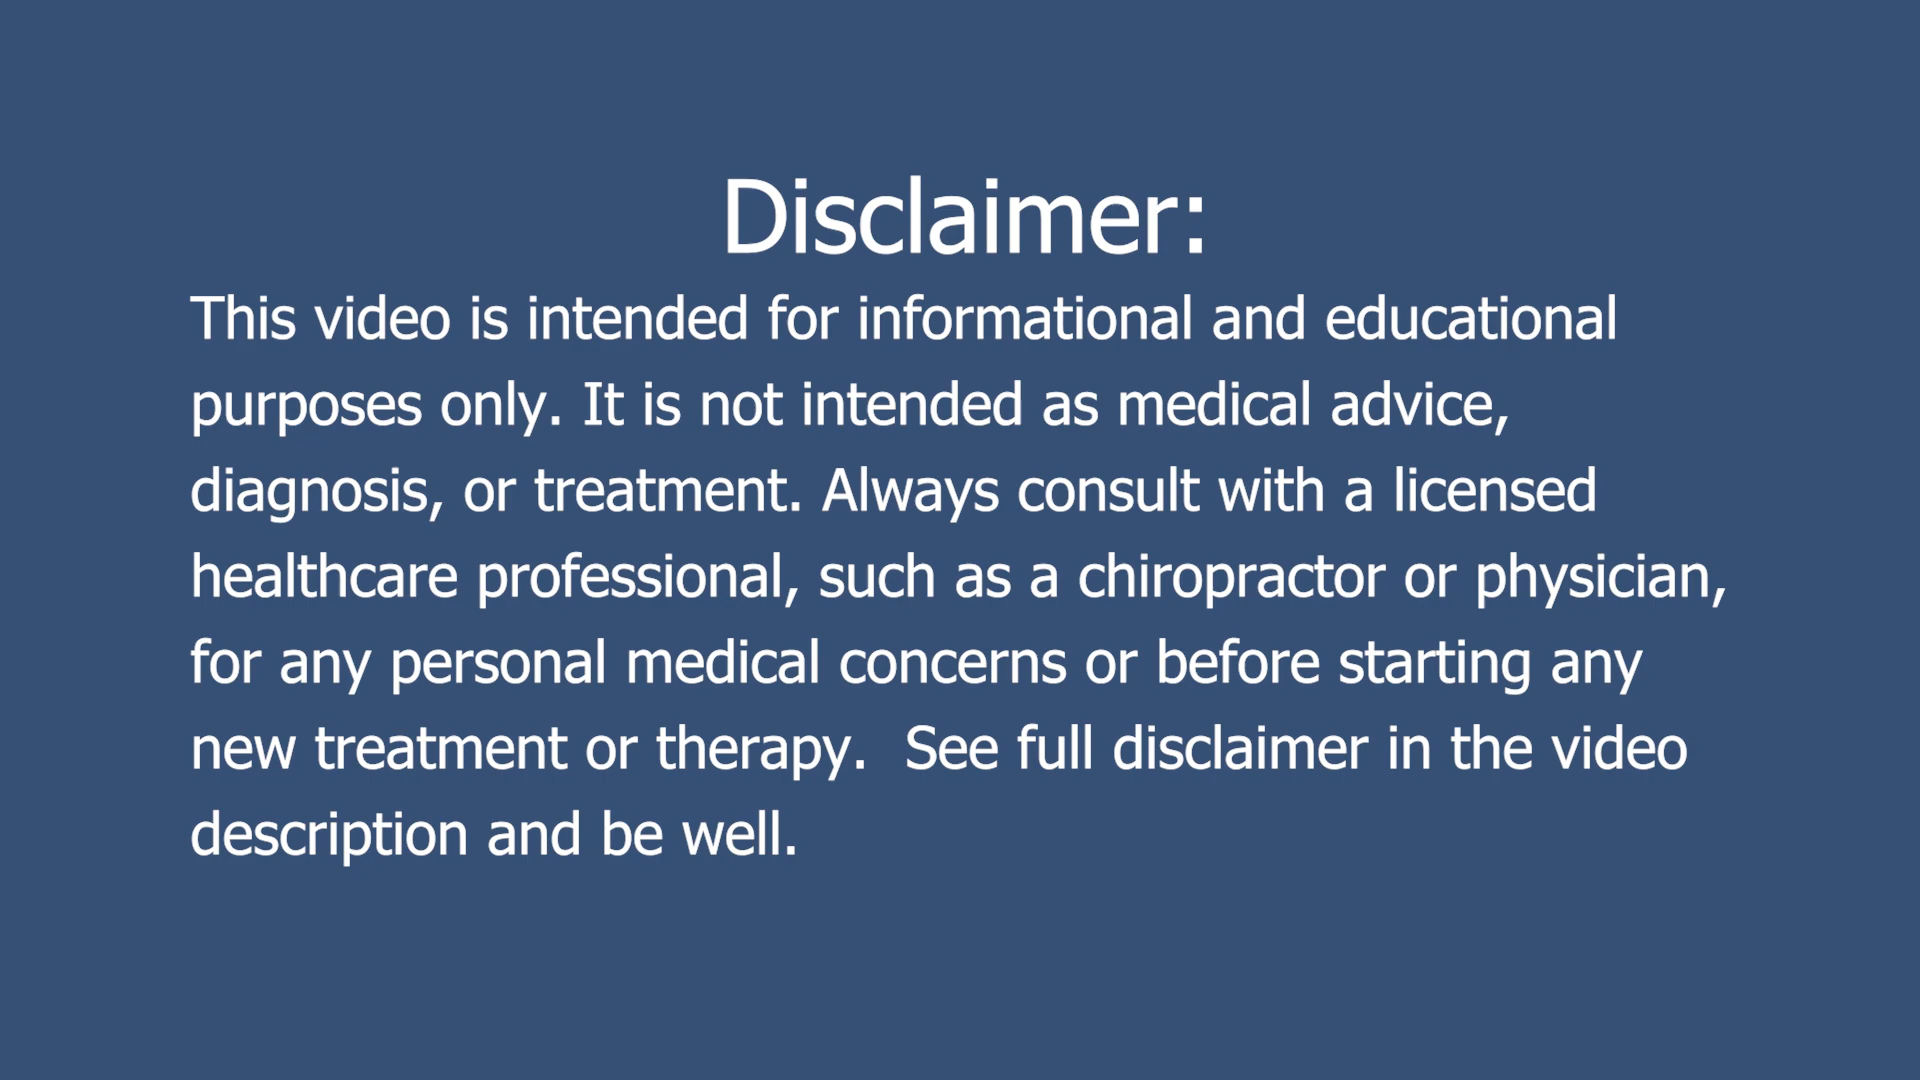 Disclaimer:
This video is intended for informational and educational
purposes only. It is not intended as medical advice,
diagnosis, or treatment. Always consult with a licensed
healthcare professional, such as a chiropractor or physician,
for any personal medical concerns or before starting any
new treatment or therapy.  See full disclaimer in the video
description and be well.